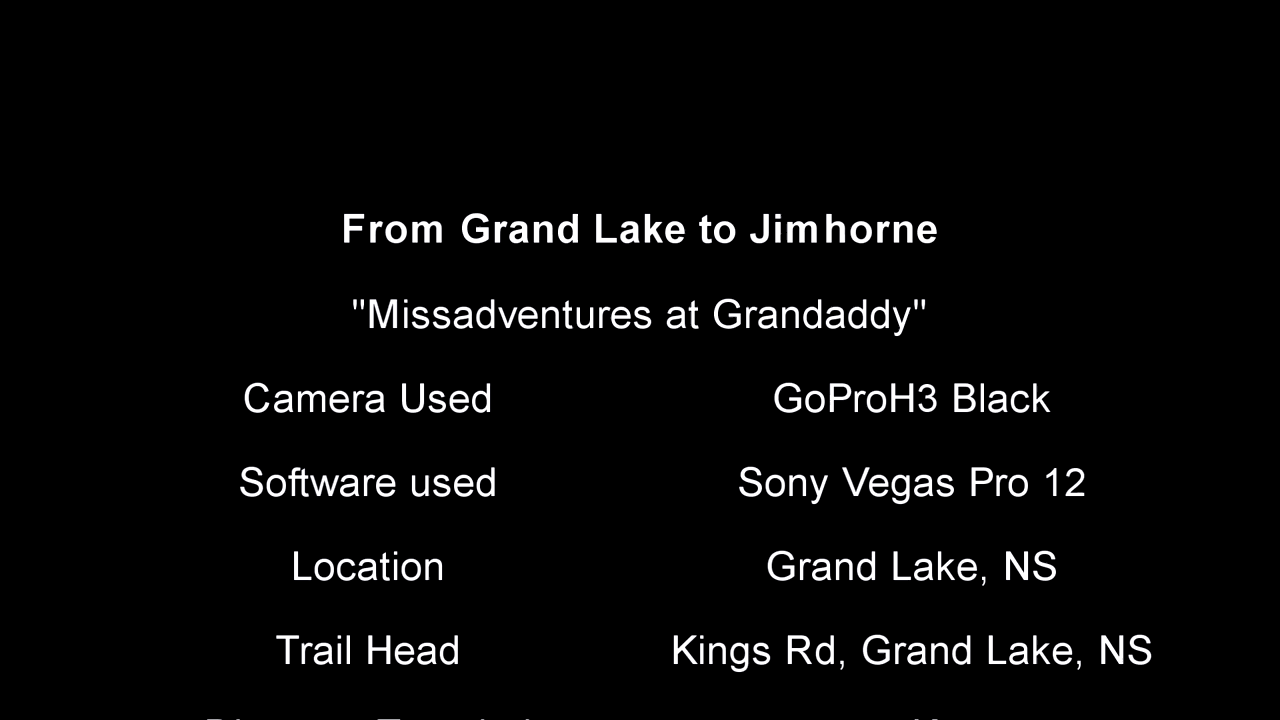 From Grand Lake to Jimhorne
"Missadventures at Grandaddy"
Camera Used GoProH3 Black
Software used Sony Vegas Pro 12
Location Grand Lake, NS
Trail Head Kings Rd, Grand Lake, NS